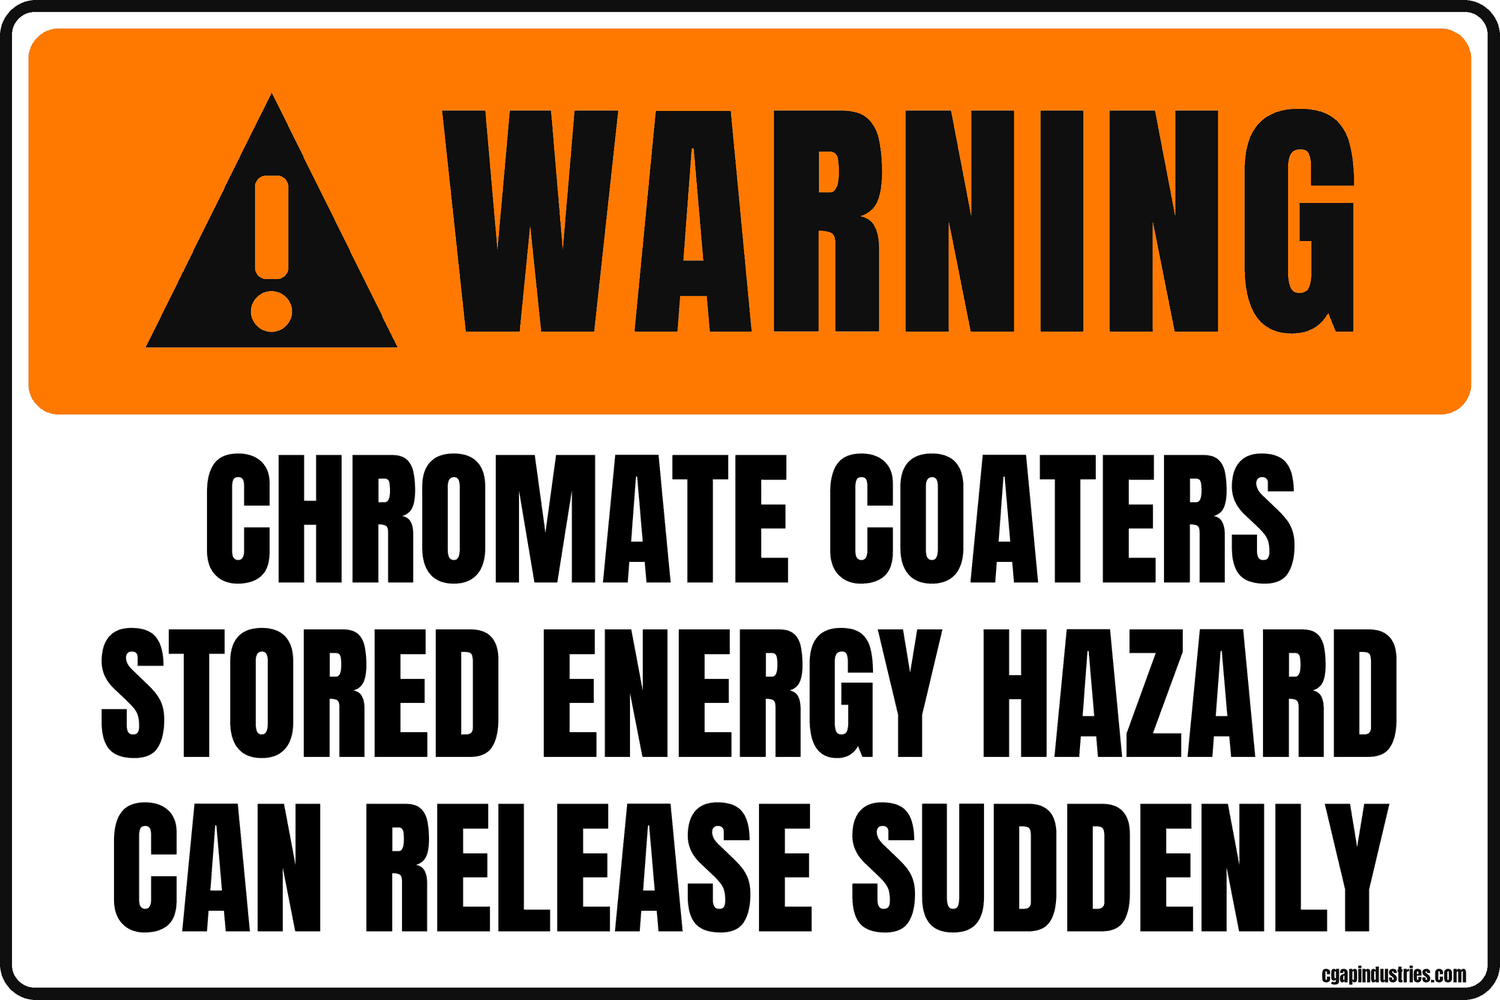 WARNING
CHROMATE COATERS
STORED ENERGY HAZARD
CAN RELEASE SUDDENLY
cgapindustries.com